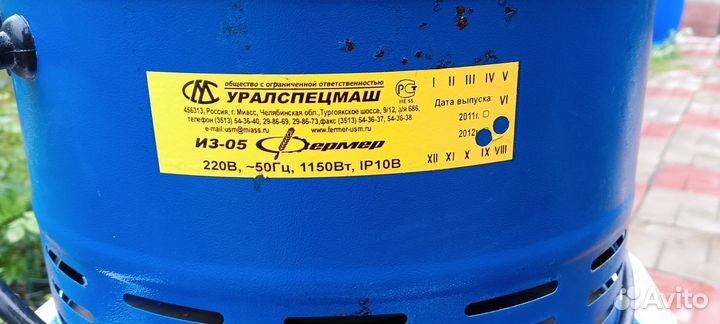 общество с ограниченной ответственностью
УРАЛСПЕЦМАШ
456313, Россия, г. Миасс, Челябинская обл.,Тургоякское шоссе, 9/12, а/я 686,
телефон (3513) 54-36-40, 29-86-69, 29-86-73,факс (3513) 54-36-37, 54-36-38
e-mail:usm@miass.ru www.fermer-usm.ru
ИЗ-05 Фермер
220В, ~50Гц, 1150Вт, IP10В
РСТ
I II III IV V
Дата выпуска: VI
2011г.
2012г.
XII XI X IX VIII
Avito